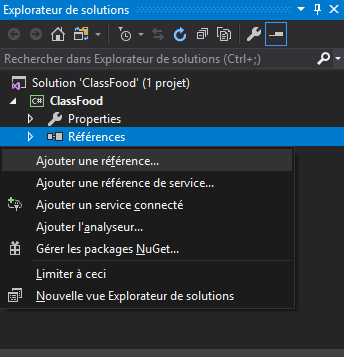 Explorateur de solutions
Rechercher dans Explorateur de solutions (Ctrl+;)
Solution 'ClassFood' (1 projet)
C# ClassFood
Properties
Références
Ajouter une référence...
Ajouter une référence de service...
Ajouter un service connecté
Ajouter l'analyseur...
Gérer les packages NuGet...
Limiter à ceci
Nouvelle vue Explorateur de solutions